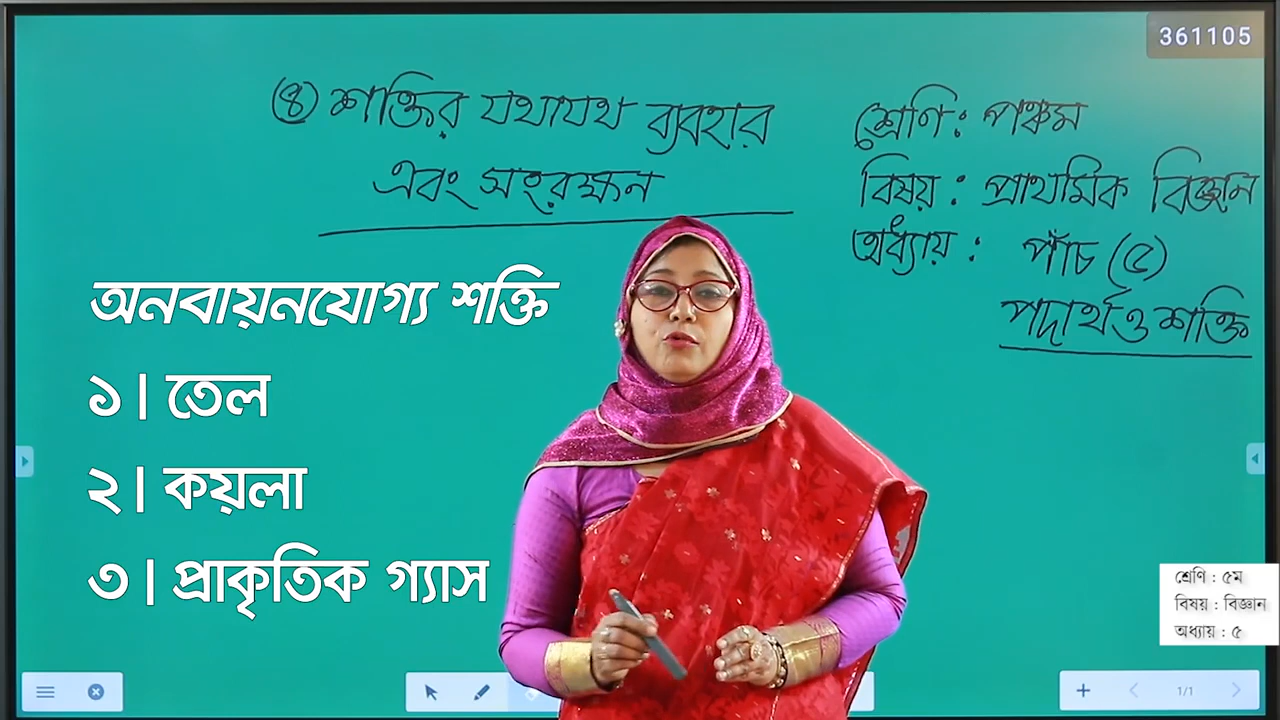 361105
(৪) শক্তির যথাযথ ব্যবহার
এবং সংরক্ষন
শ্রেণি : পঞ্চম
বিষয় : প্রাথমিক বিজ্ঞান
অধ্যায় : পাঁচ (৫)
পদার্থ ও শক্তি
অনবায়নযোগ্য শক্তি
১। তেল
২। কয়লা
৩। প্রাকৃতিক গ্যাস
শ্রেণি : ৫ম
বিষয় : বিজ্ঞান
অধ্যায় : ৫
1/1